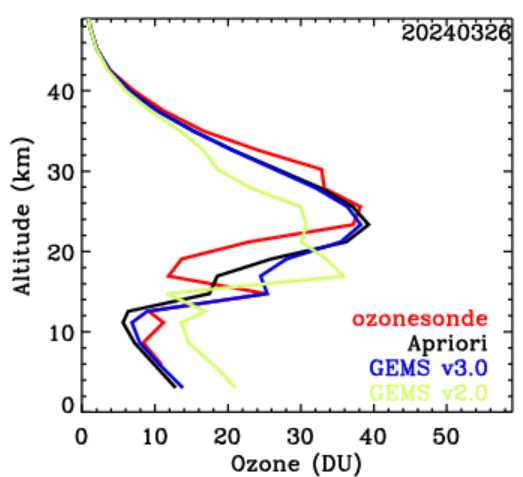 20240326
Altitude (km)
40
30
20
10
0
ozonesonde
Apriori
GEMS v3.0
GEMS v2.0
0 10 20 30 40 50
Ozone (DU)